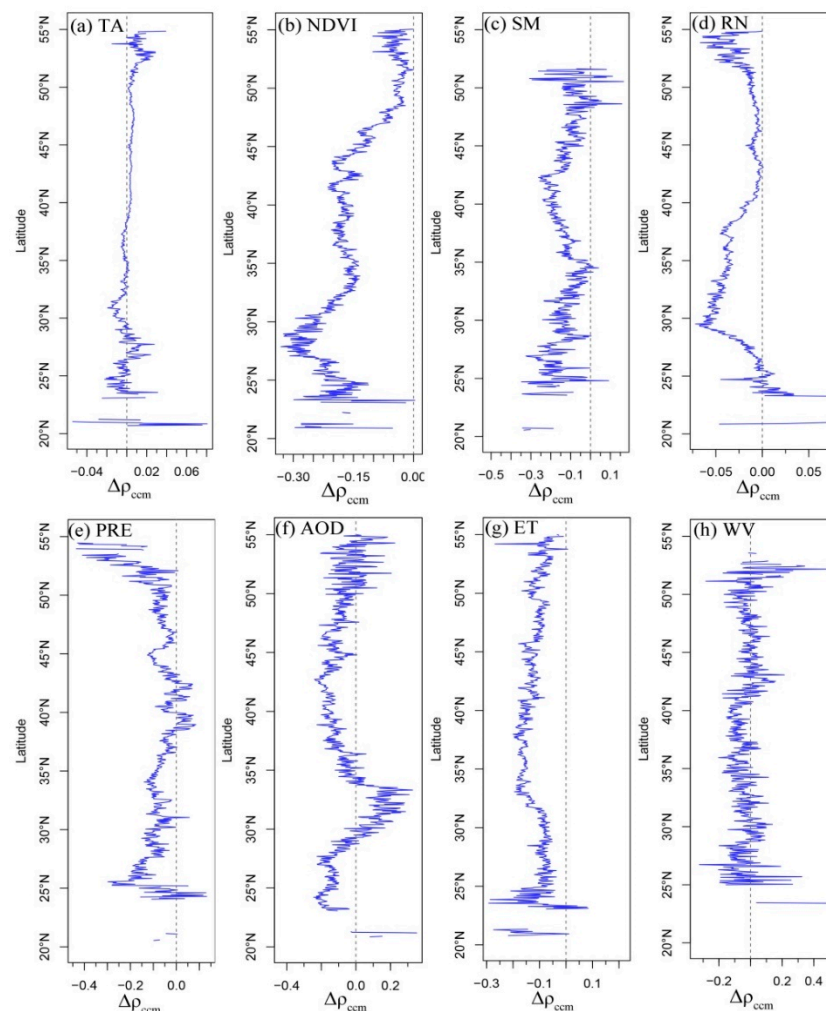 (a) TA
55°N
50°N
45°N
40°N
35°N
30°N
25°N
20°N
Latitude
−0.04 0.02 0.06
Δρccm
(b) NDVI
55°N
50°N
45°N
40°N
35°N
30°N
25°N
20°N
Latitude
−0.30 −0.15 0.00
Δρccm
(c) SM
55°N
50°N
45°N
40°N
35°N
30°N
25°N
20°N
Latitude
−0.5 −0.3 −0.1 0.1
Δρccm
(d) RN
55°N
50°N
45°N
40°N
35°N
30°N
25°N
20°N
Latitude
−0.05 0.00
Δρccm
(e) PRE
55°N
50°N
45°N
40°N
35°N
30°N
25°N
20°N
Latitude
−0.4 −0.2 0.0
Δρccm
(f) AOD
55°N
50°N
45°N
40°N
35°N
30°N
25°N
20°N
Latitude
−0.4 −0.2 0.0 0.2
Δρccm
(g) ET
55°N
50°N
45°N
40°N
35°N
30°N
25°N
20°N
Latitude
−0.3 −0.1 0.1
Δρccm
(h) WV
55°N
50°N
45°N
40°N
35°N
30°N
25°N
20°N
Latitude
−0.4 0.0 0.2 0.4
Δρccm